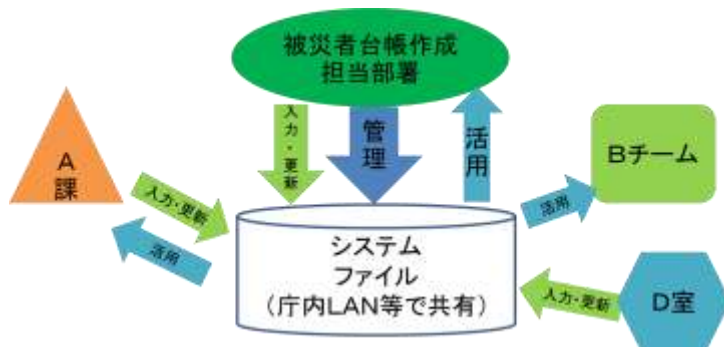 被災者台帳作成
担当部署
入力・更新
管理
活用
A
課
入力・更新
活用
Bチーム
活用
システム
ファイル
(庁内LAN等で共有)
入力・更新
D室